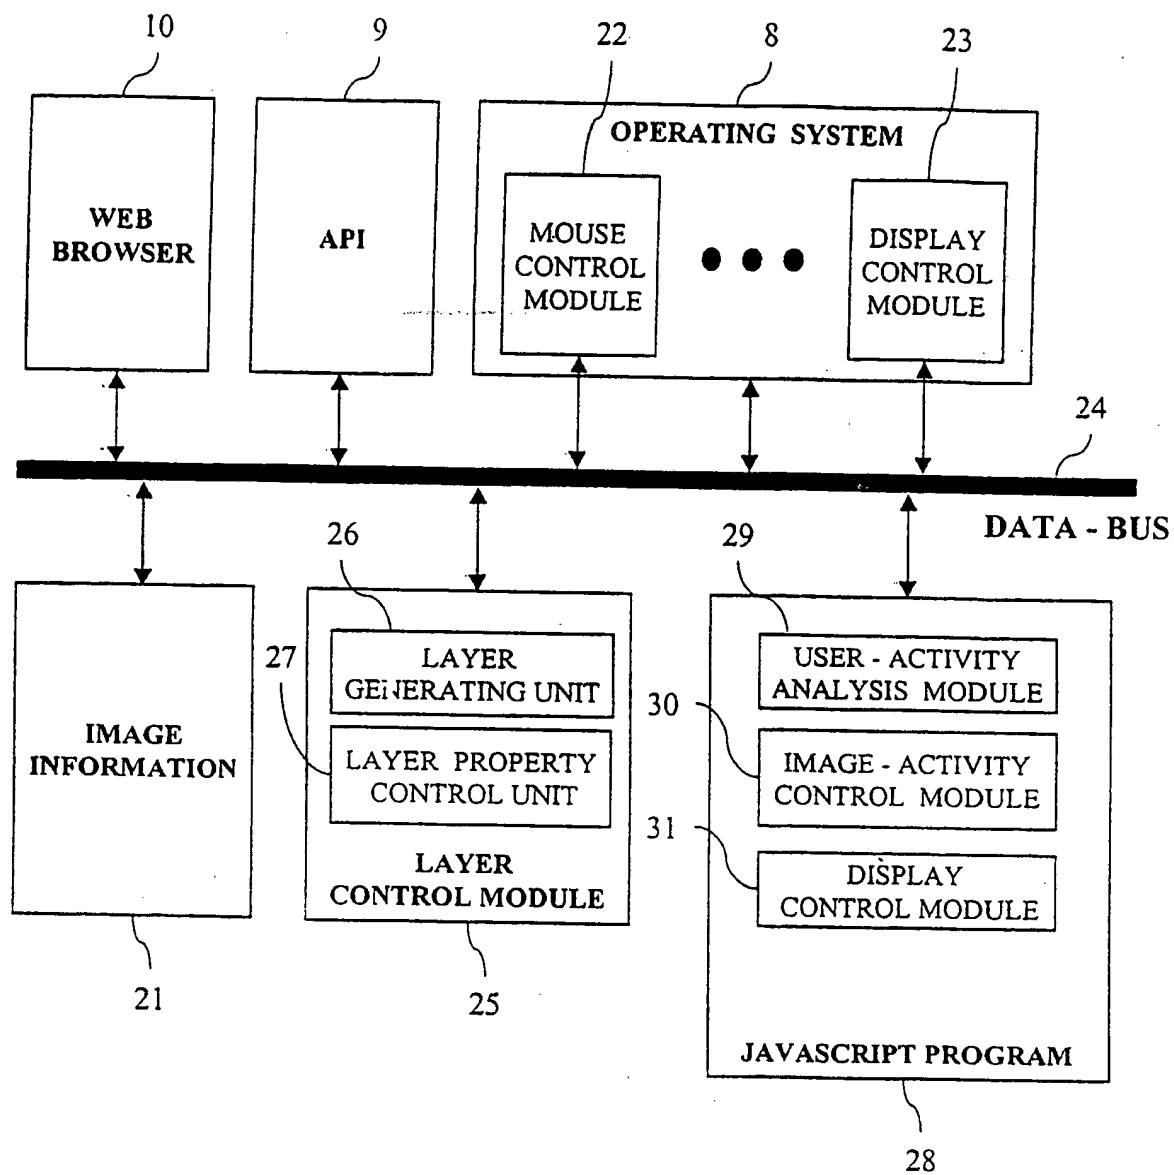 10
9
22
8
23
OPERATING SYSTEM
WEB
BROWSER
API
MOUSE
CONTROL
MODULE
DISPLAY
CONTROL
MODULE
24
DATA - BUS
26
29
27
LAYER
GENERATING UNIT
USER - ACTIVITY
ANALYSIS MODULE
30
IMAGE
INFORMATION
LAYER PROPERTY
CONTROL UNIT
IMAGE - ACTIVITY
CONTROL MODULE
31
LAYER
CONTROL MODULE
DISPLAY
CONTROL MODULE
21
25
JAVASCRIPT PROGRAM
28